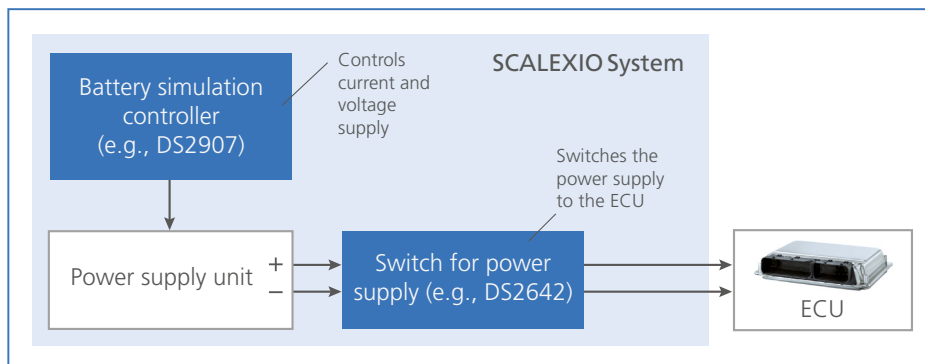 Battery simulation
controller
(e.g., DS2907)
Controls
current and
voltage
supply
SCALEXIO System
Switches the
power supply
to the ECU
Power supply unit
+
–
Switch for power
supply (e.g., DS2642)
ECU